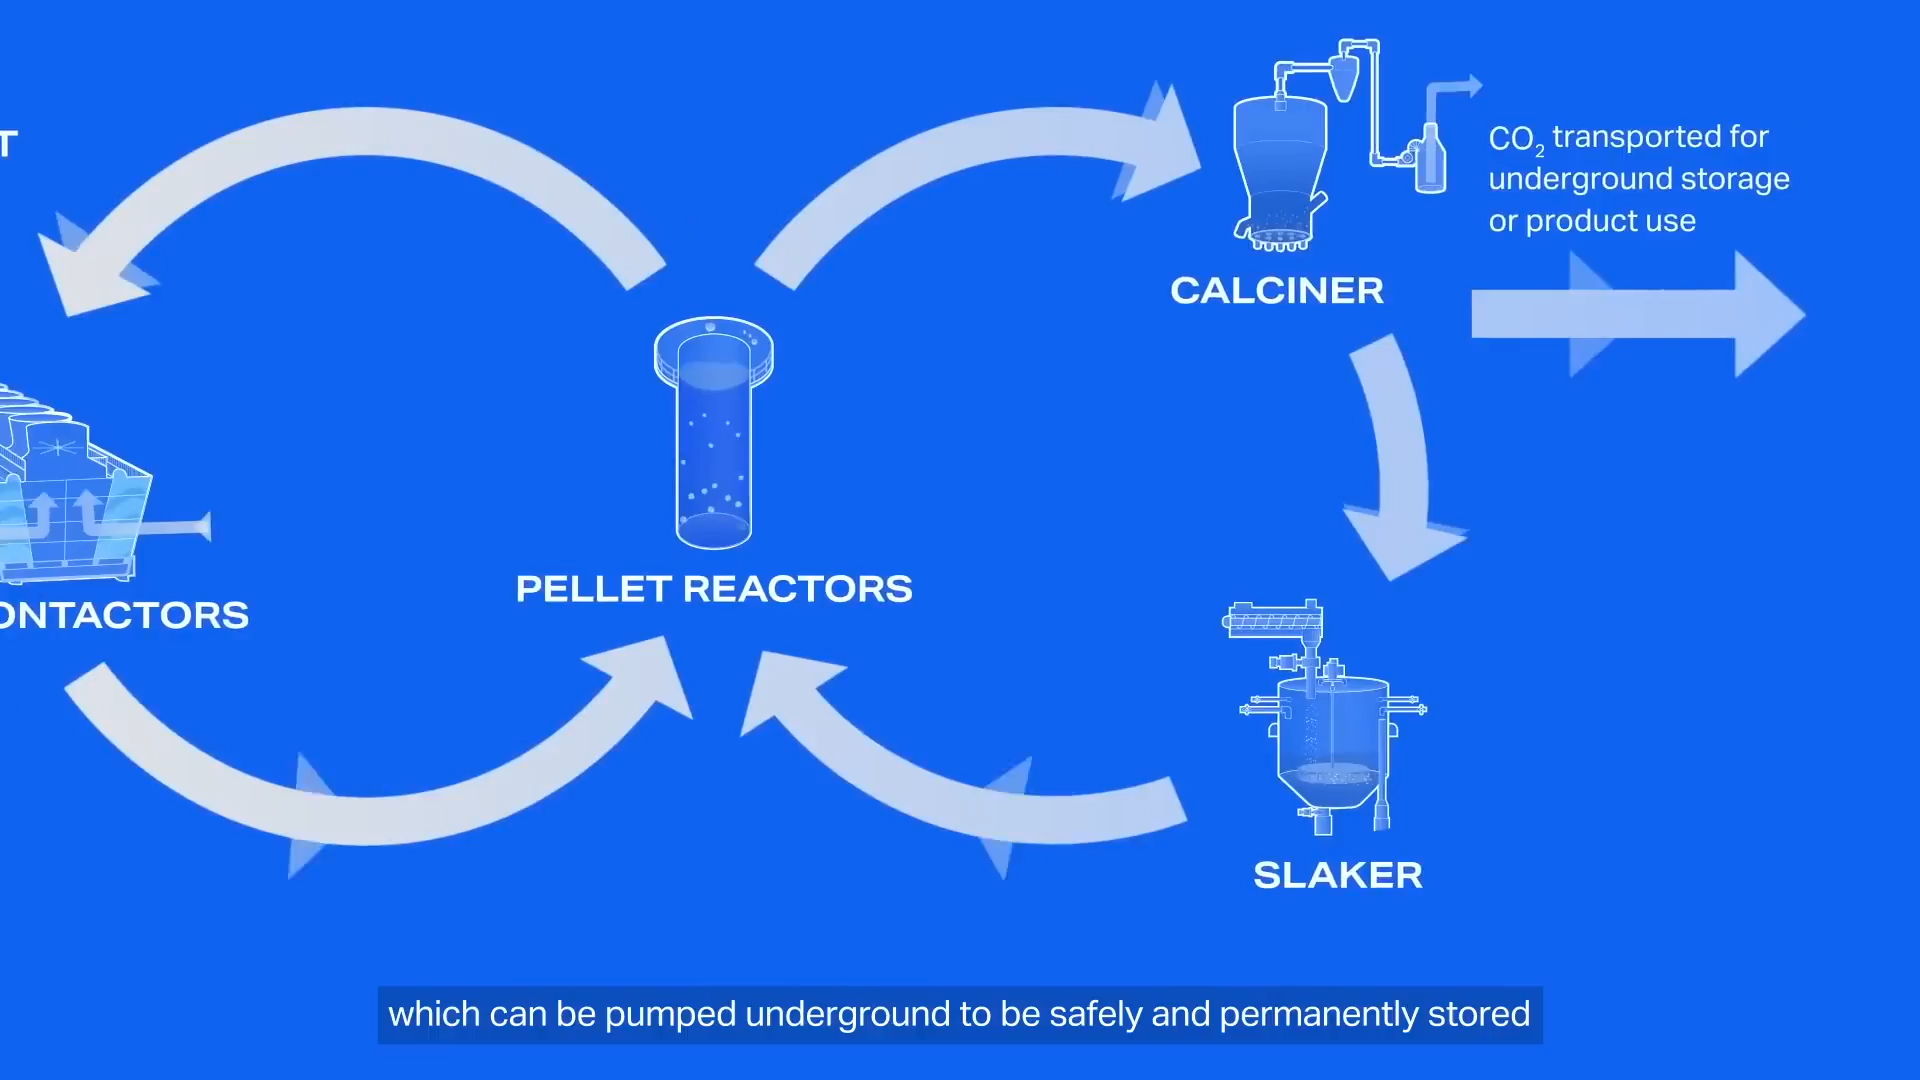 T
CO₂ transported for
underground storage
or product use
CALCINER
PELLET REACTORS
ONTACTORS
SLAKER
which can be pumped underground to be safely and permanently stored